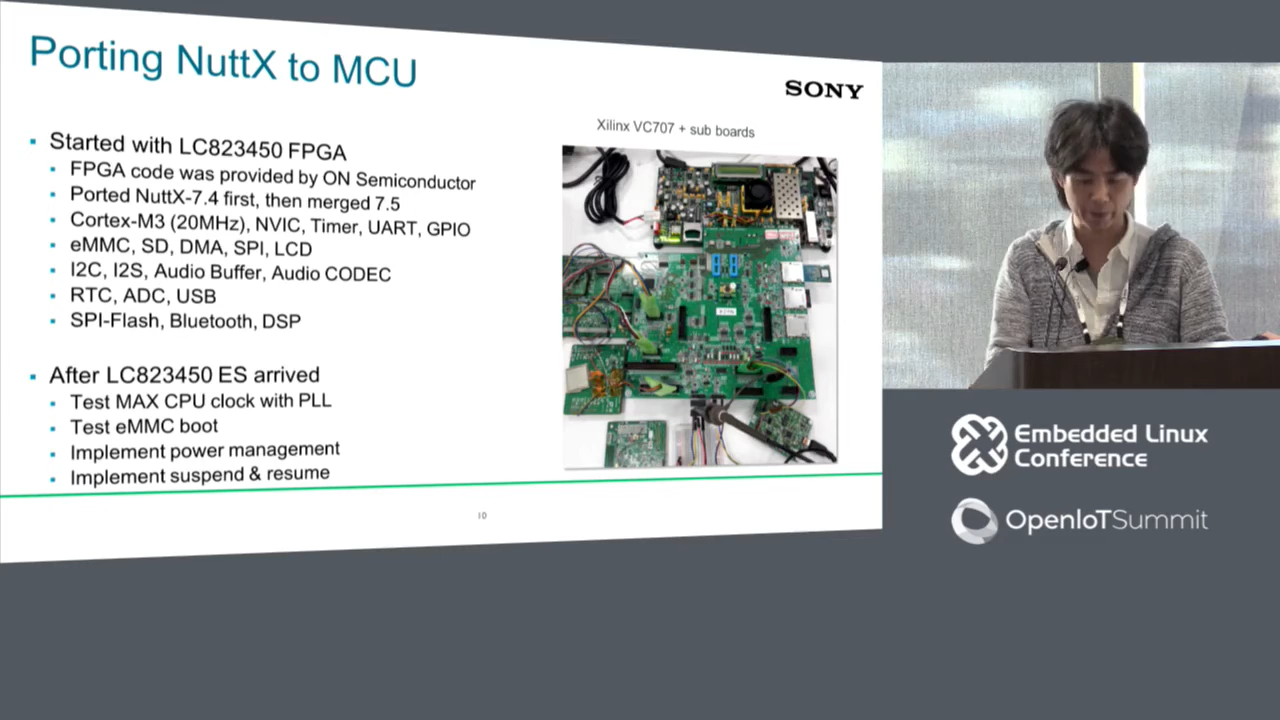 Porting NuttX to MCU
SONY
Xilinx VC707 + sub boards
Started with LC823450 FPGA
FPGA code was provided by ON Semiconductor
Ported NuttX-7.4 first, then merged 7.5
Cortex-M3 (20MHz), NVIC, Timer, UART, GPIO
eMMC, SD, DMA, SPI, LCD
I2C, I2S, Audio Buffer, Audio CODEC
RTC, ADC, USB
SPI-Flash, Bluetooth, DSP
After LC823450 ES arrived
Test MAX CPU clock with PLL
Test eMMC boot
Implement power management
Implement suspend & resume
10
Embedded Linux
Conference
OpenIoTSummit